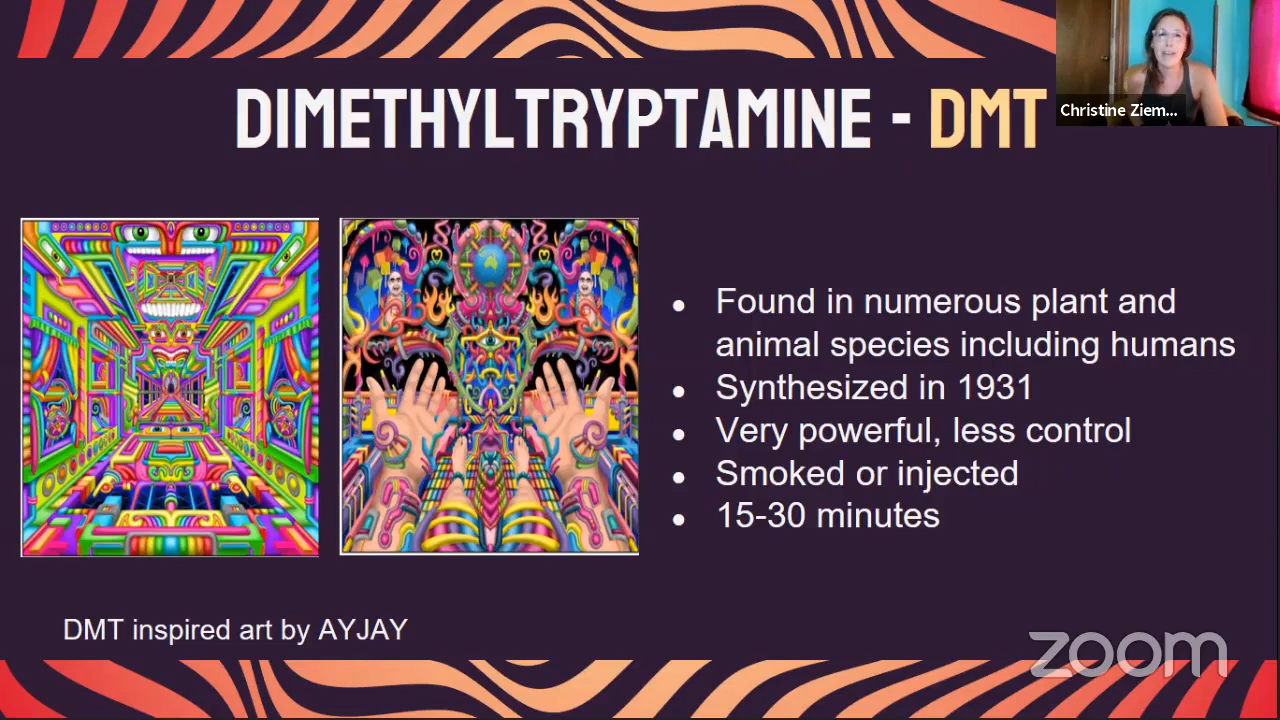 DIMETHYLTRYPTAMINE - DMT
Christine Ziem...
● Found in numerous plant and
animal species including humans
● Synthesized in 1931
● Very powerful, less control
● Smoked or injected
● 15-30 minutes
DMT inspired art by AYJAY
zoom